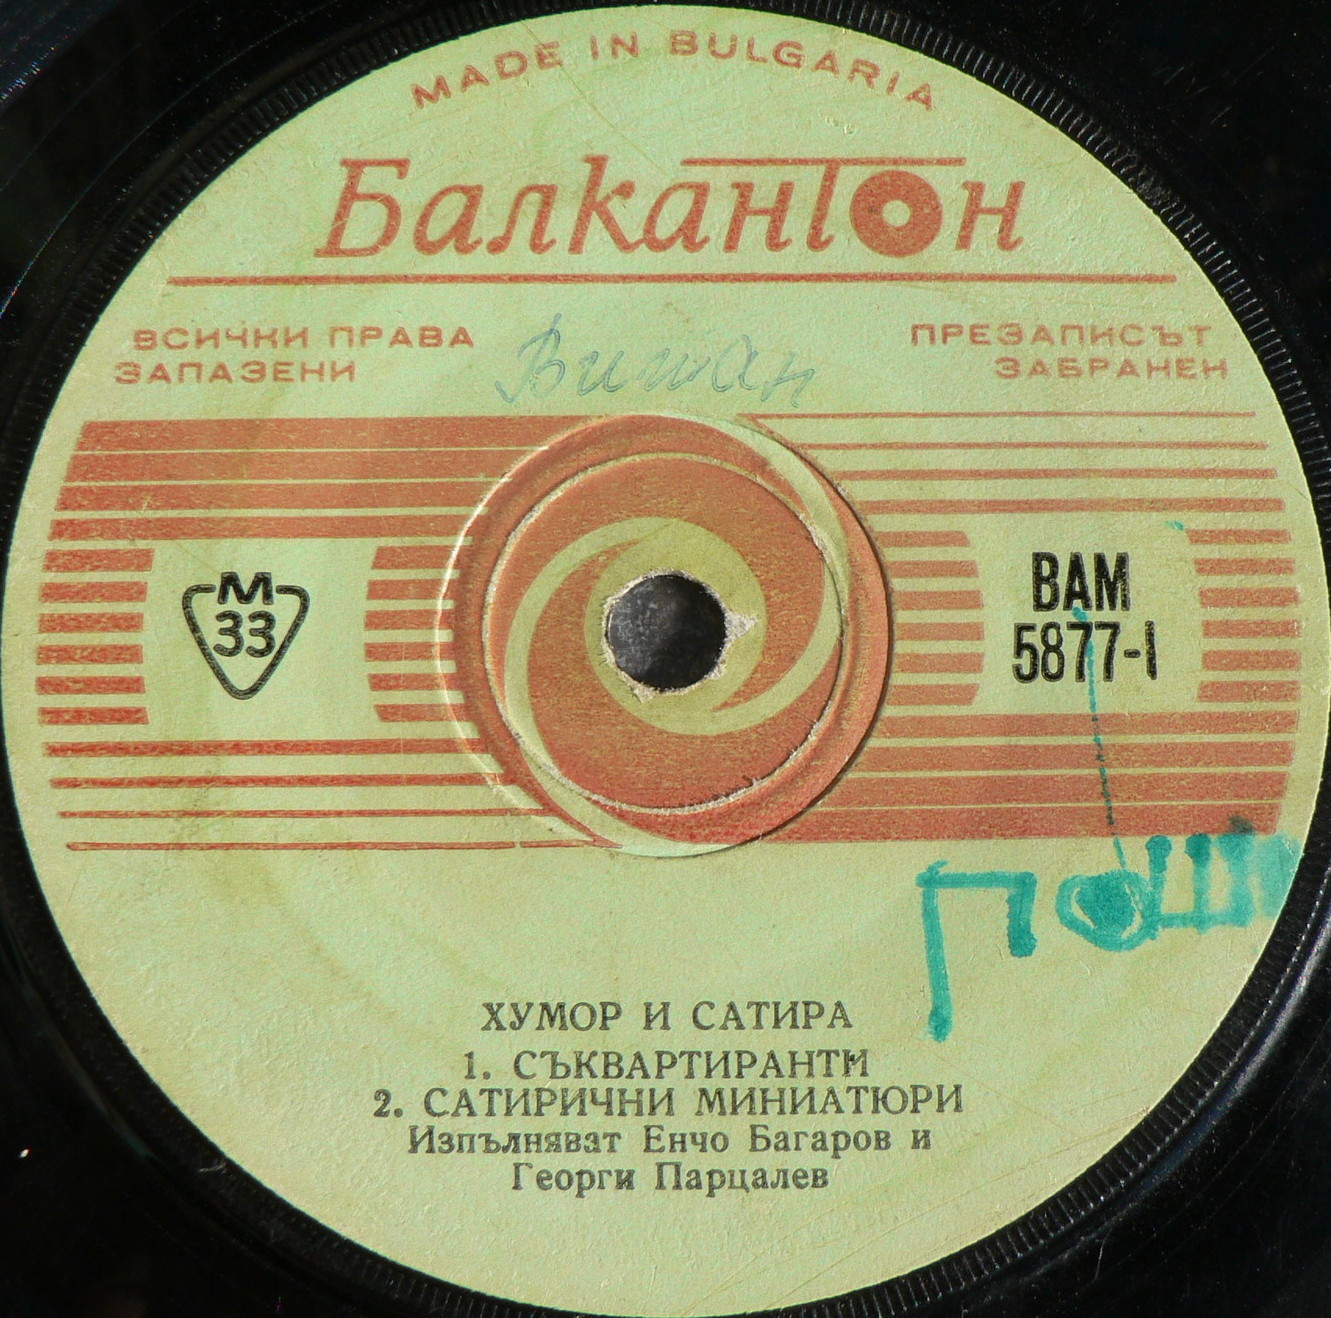 MADE IN BULGARIA
Балкантон
ВСИЧКИ ПРАВА
ЗАПАЗЕНИ
ПРЕЗАПИСЪТ
ЗАБРАНЕН
М
33
ВАМ
5877-I
ХУМОР И САТИРА
1. СЪКВАРТИРАНТИ
2. САТИРИЧНИ МИНИАТЮРИ
Изпълняват Енчо Багаров и
Георги Парцалев